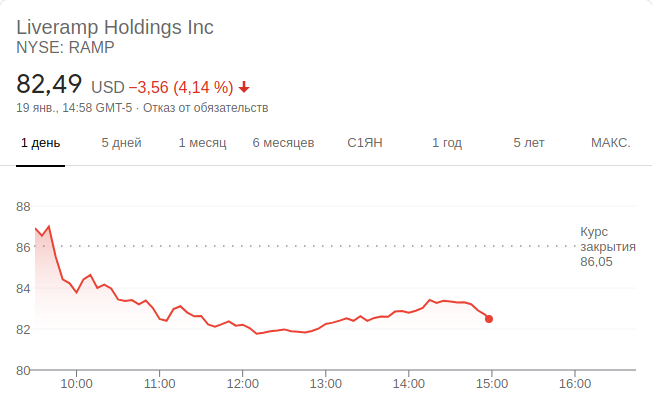 Liveramp Holdings Inc
NYSE: RAMP
82,49 USD −3,56 (4,14 %)
19 янв., 14:58 GMT-5 · Отказ от обязательств
1 день 5 дней 1 месяц 6 месяцев С1ЯН 1 год 5 лет МАКС.
88
86
84
82
80
Курс
закрытия
86,05
10:00 11:00 12:00 13:00 14:00 15:00 16:00